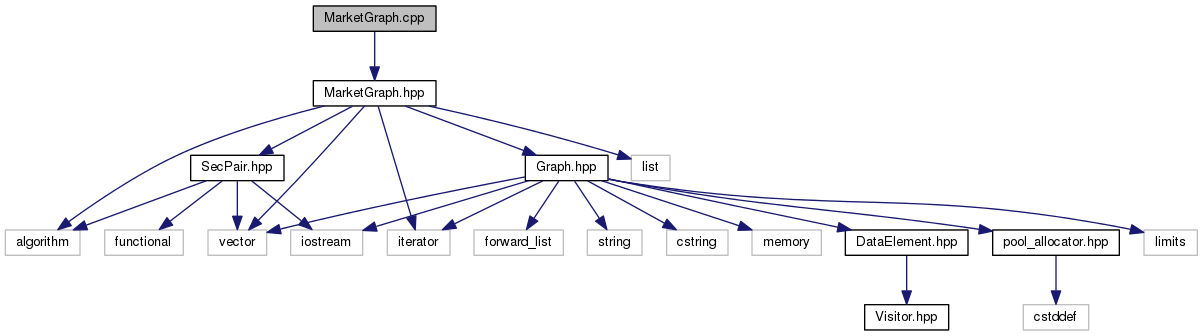 MarketGraph.cpp
MarketGraph.hpp
SecPair.hpp
Graph.hpp
list
algorithm
functional
vector
iostream
iterator
forward_list
string
cstring
memory
DataElement.hpp
pool_allocator.hpp
limits
Visitor.hpp
cstddef